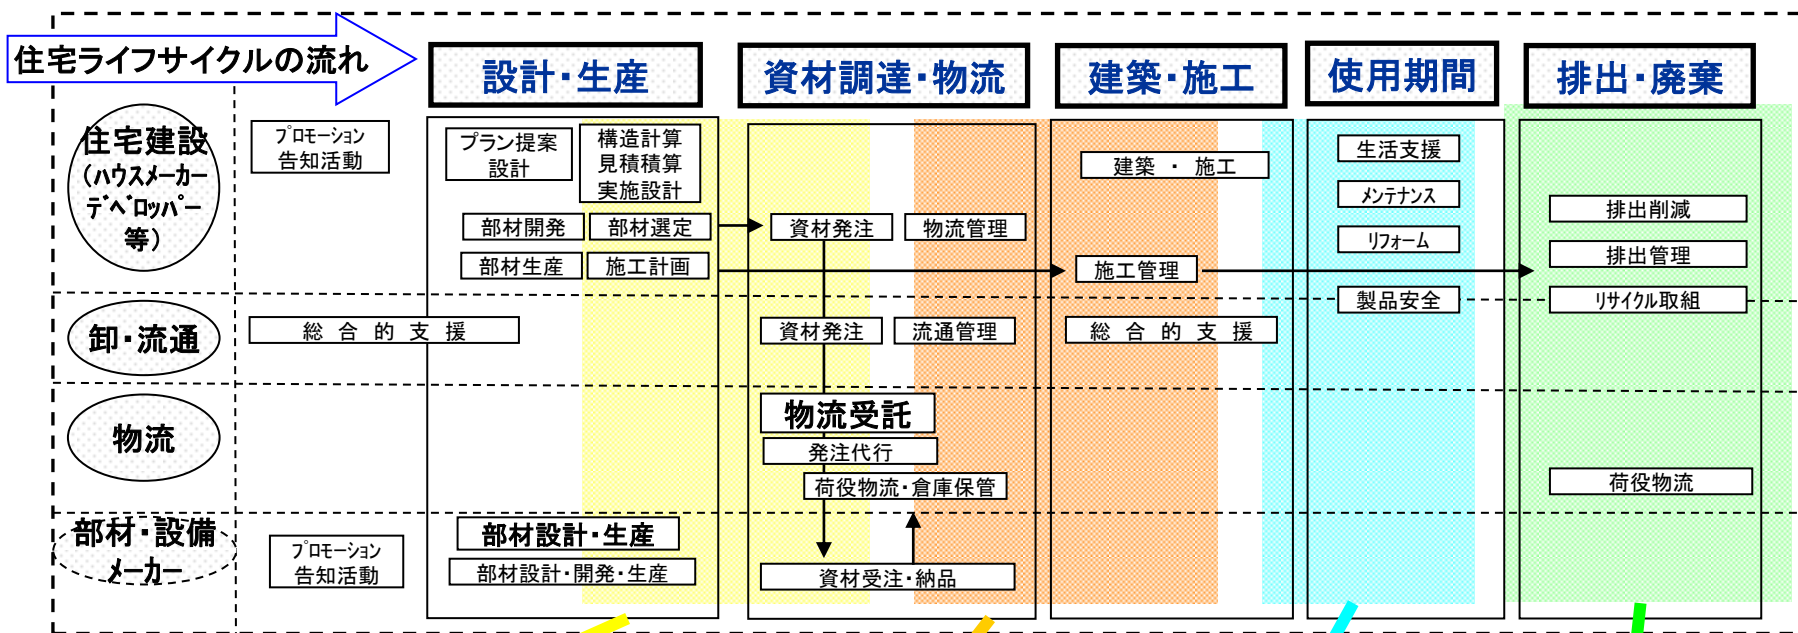 住宅ライフサイクルの流れ
設計・生産
資材調達・物流
建築・施工
使用期間
排出・廃棄
住宅建設
(ﾊｳｽﾒｰｶｰ
ﾃﾞﾍﾞﾛｯﾊﾟｰ
等)
ﾌﾟﾛﾓｰｼｮﾝ
告知活動
プラン提案
設計
構造計算
見積積算
実施設計
部材開発
部材選定
部材生産
施工計画
資材発注
物流管理
建築 ・ 施工
施工管理
生活支援
ﾒﾝﾃﾅﾝｽ
ﾘﾌｫｰﾑ
製品安全
排出削減
排出管理
ﾘｻｲｸﾙ取組
卸・流通
総 合 的 支 援
資材発注
流通管理
総 合 的 支 援
物流
物流受託
発注代行
荷役物流・倉庫保管
荷役物流
部材・設備
ﾒｰｶｰ
ﾌﾟﾛﾓｰｼｮﾝ
告知活動
部材設計・生産
部材設計・開発・生産
資材受注・納品